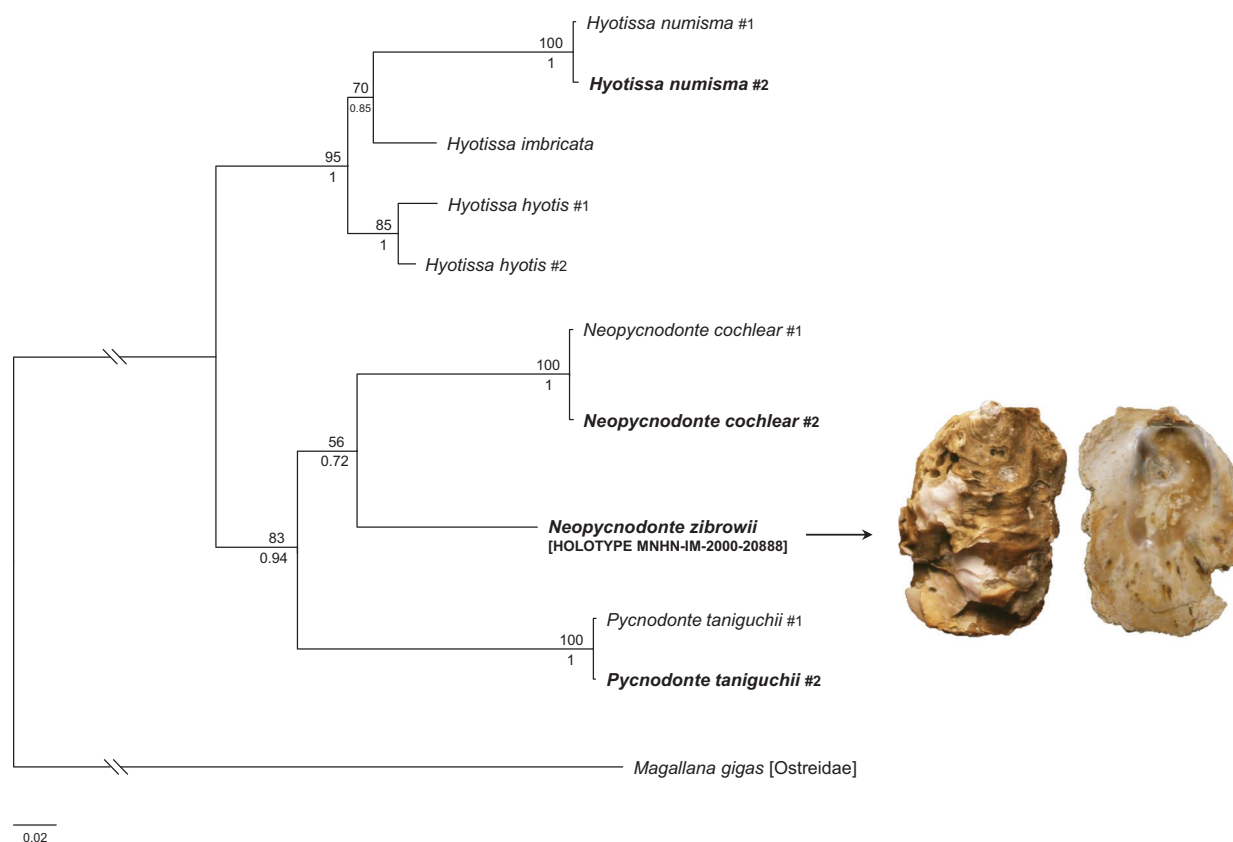 Hyotissa numisma #1
100
1
Hyotissa numisma #2
70
0.85
Hyotissa imbricata
95
1
Hyotissa hyotis #1
85
1
Hyotissa hyotis #2
Neopycnodonte cochlear #1
100
1
Neopycnodonte cochlear #2
56
0.72
Neopycnodonte zibrowii
[HOLOTYPE MNHN-IM-2000-20888]
83
0.94
Pycnodonte taniguchii #1
100
1
Pycnodonte taniguchii #2
Magallana gigas [Ostreidae]
0.02